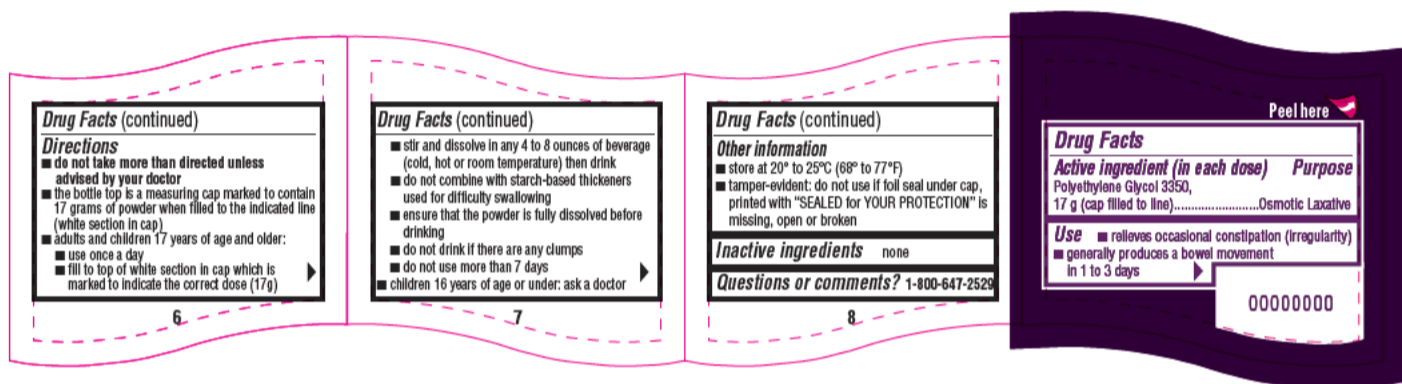 Drug Facts (continued)
Directions
■ do not take more than directed unless
advised by your doctor
■ the bottle top is a measuring cap marked to contain
17 grams of powder when filled to the indicated line
(white section in cap)
■ adults and children 17 years of age and older:
■ use once a day
■ fill to top of white section in cap which is
marked to indicate the correct dose (17g)
6
Drug Facts (continued)
■ stir and dissolve in any 4 to 8 ounces of beverage
(cold, hot or room temperature) then drink
■ do not combine with starch-based thickeners
used for difficulty swallowing
■ ensure that the powder is fully dissolved before
drinking
■ do not drink if there are any clumps
■ do not use more than 7 days
■ children 16 years of age or under: ask a doctor
7
Drug Facts (continued)
Other information
■ store at 20° to 25ºC (68° to 77°F)
■ tamper-evident: do not use if foil seal under cap,
printed with “SEALED for YOUR PROTECTION” is
missing, open or broken
Inactive ingredients none
Questions or comments? 1-800-647-2529
8
Peel here
Drug Facts
Active ingredient (in each dose) Purpose
Polyethylene Glycol 3350,
17 g (cap filled to line)........................Osmotic Laxative
Use ■ relieves occasional constipation (irregularity)
■ generally produces a bowel movement
in 1 to 3 days
00000000